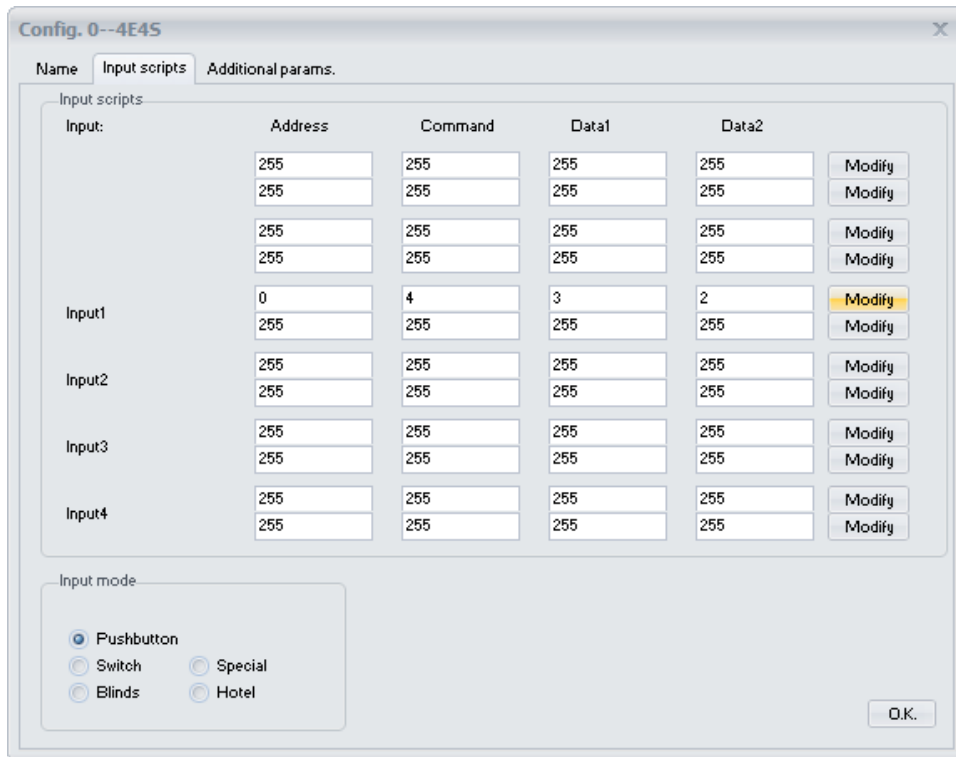 Config. 0--4E4S X
Name Input scripts Additional params.
Input scripts
Input: Address Command Data1 Data2
255 255 255 255 Modify
255 255 255 255 Modify
255 255 255 255 Modify
255 255 255 255 Modify
Input1
0 4 3 2 Modify
255 255 255 255 Modify
Input2
255 255 255 255 Modify
255 255 255 255 Modify
Input3
255 255 255 255 Modify
255 255 255 255 Modify
Input4
255 255 255 255 Modify
255 255 255 255 Modify
Input mode
Pushbutton
Switch Special
Blinds Hotel
O.K.